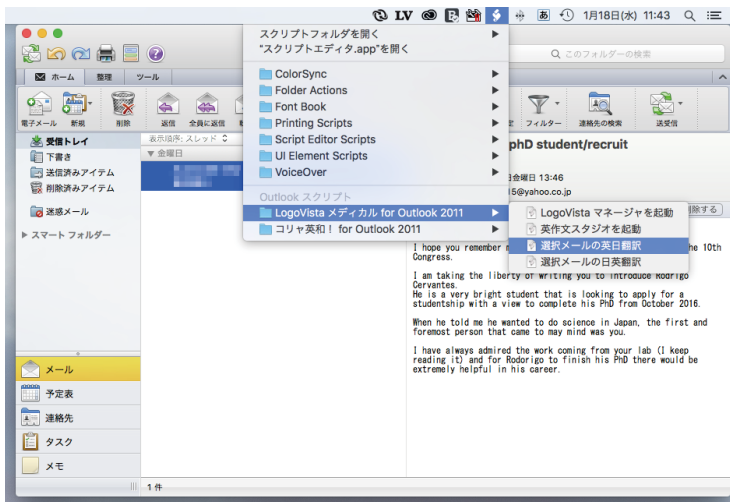 LV
あ
1月18日(水) 11:43
スクリプトフォルダを開く
"スクリプトエディタ.app"を開く
ColorSync
Folder Actions
Font Book
Printing Scripts
Script Editor Scripts
UI Element Scripts
VoiceOver
Outlook スクリプト
LogoVista メディカル for Outlook 2011
コリャ英和! for Outlook 2011
LogoVista マネージャを起動
英作文スタジオを起動
選択メールの英日翻訳
選択メールの日英翻訳
このフォルダーの検索
ホーム
整理
ツール
電子メール
新規
削除
返信
全員に返信
フィルター
連絡先の検索
送受信
受信トレイ
下書き
送信済みアイテム
削除済みアイテム
迷惑メール
スマート フォルダー
表示順序: スレッド
金曜日
phD student/recruit
金曜日 13:46
5@yahoo.co.jp
削除する
I hope you remember
he 10th
Congress.
I am taking the liberty of writing you to introduce Rodrigo
Cervantes.
He is a very bright student that is looking to apply for a
studentship with a view to complete his PhD from October 2016.
When he told me he wanted to do science in Japan, the first and
foremost person that came to may mind was you.
I have always admired the work coming from your lab (I keep
reading it) and for Rodorigo to finish his PhD there would be
extremely helpful in his career.
メール
予定表
連絡先
タスク
メモ
1 件